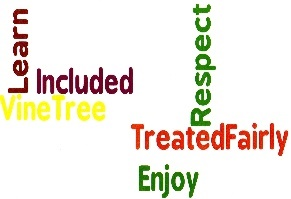 Learn
Included
VineTree
Respect
TreatedFairly
Enjoy